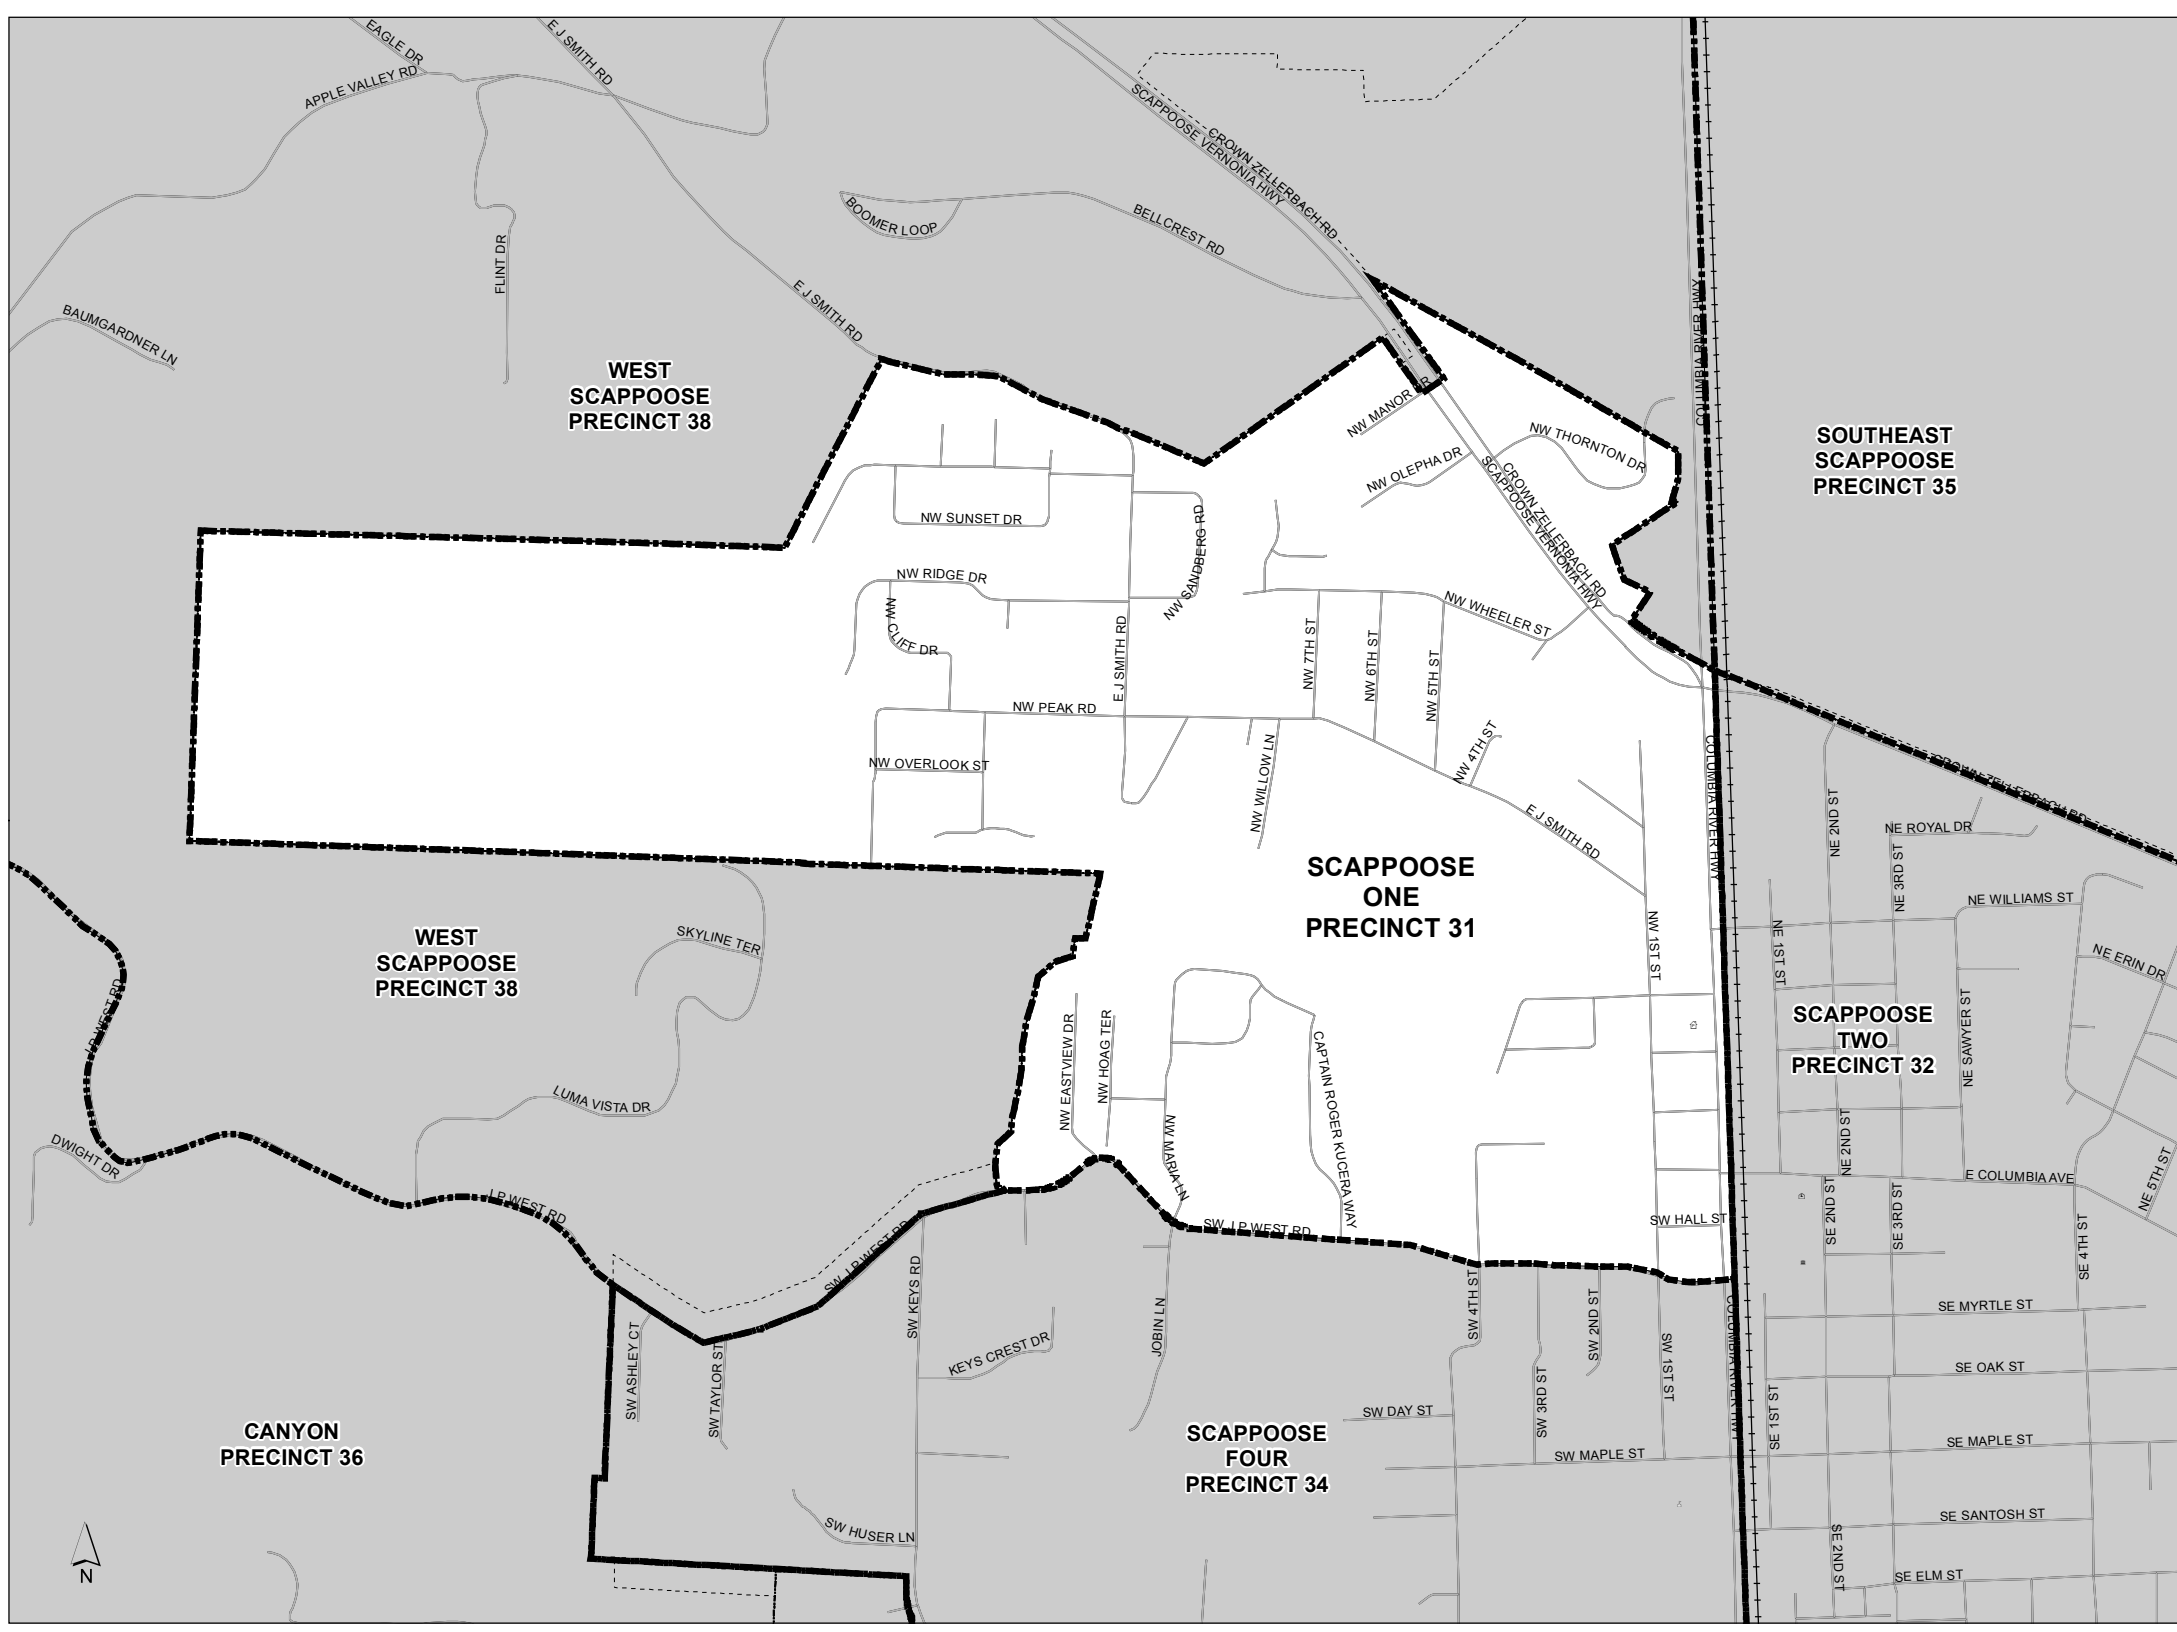 EAGLE DR
E J SMITH RD
APPLE VALLEY RD
SCAPPOOSE VERNONIA HWY
CROWN ZELLERBACH RD
BOOMER LOOP
BELLCREST RD
FLINT DR
E J SMITH RD
BAUMGARDNER LN
COLUMBIA RIVER HWY
WEST
SCAPPOOSE
PRECINCT 38
NW MANOR DR
NW THORNTON DR
NW OLEPHA DR
SOUTHEAST
SCAPPOOSE
PRECINCT 35
CROWN ZELLERBACH RD
SCAPPOOSE VERNONIA HWY
NW SUNSET DR
NW SANDBERG RD
NW RIDGE DR
NW CLIFF DR
E J SMITH RD
NW WHEELER ST
NW 7TH ST
NW 6TH ST
NW 5TH ST
NW PEAK RD
NW 4TH ST
NW OVERLOOK ST
NW WILLOW LN
E J SMITH RD
COLUMBIA RIVER HWY
CROWN ZELLERBACH RD
NE 2ND ST
NE ROYAL DR
NE 3RD ST
SCAPPOOSE
ONE
PRECINCT 31
NE WILLIAMS ST
NW 1ST ST
NE 1ST ST
NE ERIN DR
WEST
SCAPPOOSE
PRECINCT 38
SKYLINE TER
J P WEST RD
NW EASTVIEW DR
NW HOAG TER
CAPTAIN ROGER KUCERA WAY
SCAPPOOSE
TWO
PRECINCT 32
NE SAWYER ST
LUMA VISTA DR
DWIGHT DR
NW MARIA LN
NE 2ND ST
E COLUMBIA AVE
NE 5TH ST
J P WEST RD
SW J P WEST RD
SW J P WEST RD
SW HALL ST
SE 2ND ST
SE 3RD ST
SE 4TH ST
SW KEYS RD
JOBIN LN
SW 4TH ST
SW 2ND ST
COLUMBIA RIVER HWY
SE MYRTLE ST
SW ASHLEY CT
SW TAYLOR ST
KEYS CREST DR
SW 3RD ST
SW 1ST ST
SE OAK ST
SE 1ST ST
SW DAY ST
CANYON
PRECINCT 36
SCAPPOOSE
FOUR
PRECINCT 34
SW MAPLE ST
SE MAPLE ST
SW HUSER LN
SE SANTOSH ST
SE 2ND ST
SE ELM ST
N